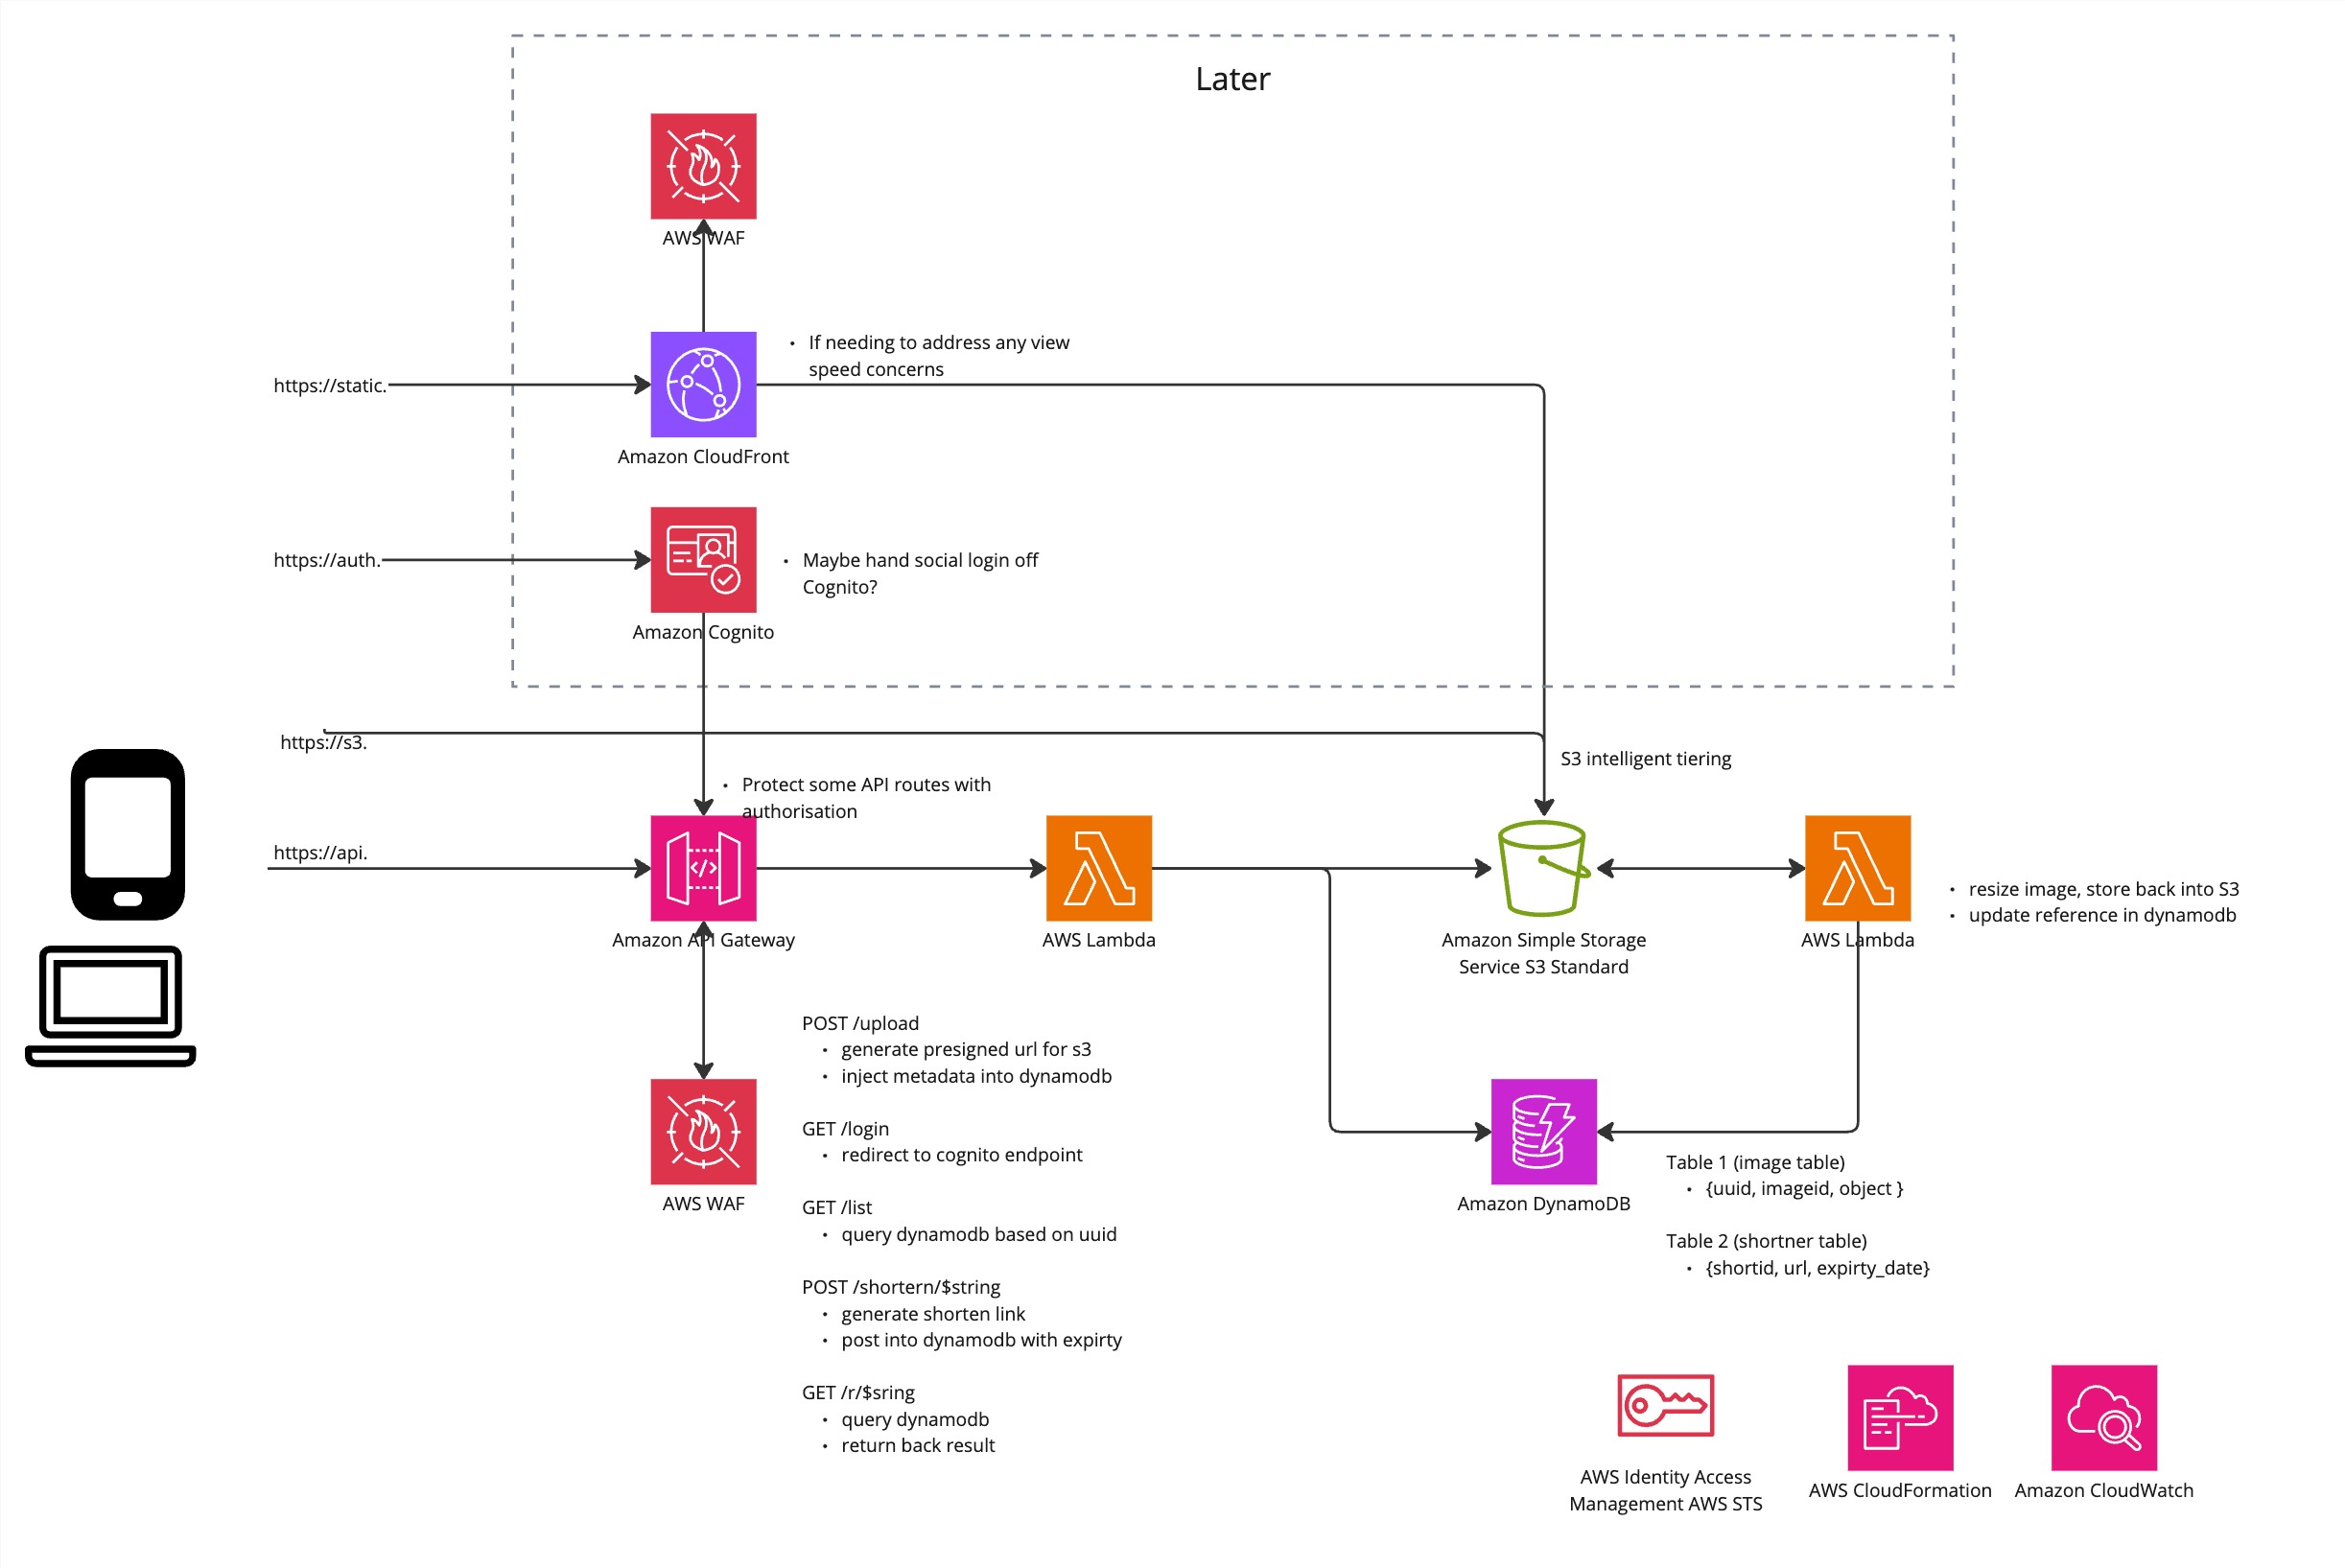 Later
AWS WAF
• If needing to address any view
speed concerns
https://static.
Amazon CloudFront
https://auth.
• Maybe hand social login off
Cognito?
Amazon Cognito
https://s3.
S3 intelligent tiering
• Protect some API routes with
authorisation
https://api.
Amazon API Gateway
AWS Lambda
Amazon Simple Storage
Service S3 Standard
AWS Lambda
• resize image, store back into S3
• update reference in dynamodb
POST /upload
• generate presigned url for s3
• inject metadata into dynamodb
GET /login
• redirect to cognito endpoint
GET /list
• query dynamodb based on uuid
POST /shortern/$string
• generate shorten link
• post into dynamodb with expirty
GET /r/$sring
• query dynamodb
• return back result
AWS WAF
Amazon DynamoDB
Table 1 (image table)
• {uuid, imageid, object }
Table 2 (shortner table)
• {shortid, url, expirty_date}
AWS Identity Access
Management AWS STS
AWS CloudFormation
Amazon CloudWatch